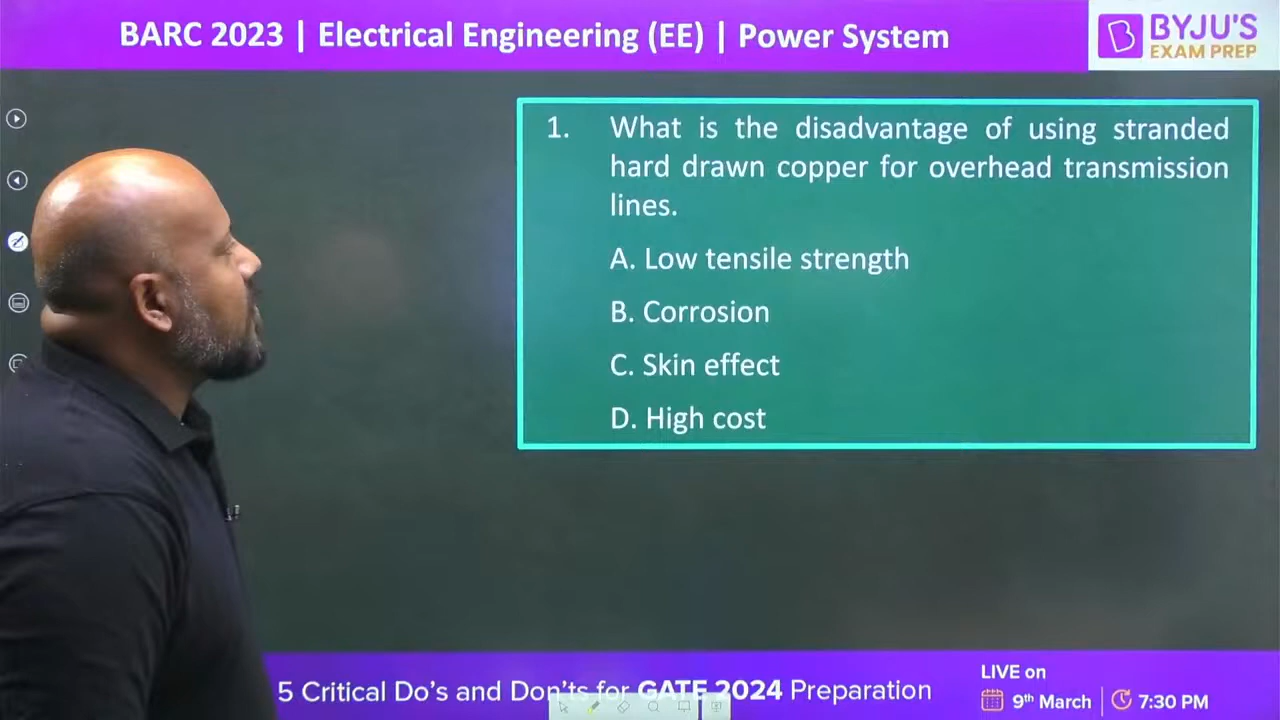 BARC 2023 | Electrical Engineering (EE) | Power System
BYJU'S
EXAM PREP
1. What is the disadvantage of using stranded
hard drawn copper for overhead transmission
lines.
A. Low tensile strength
B. Corrosion
C. Skin effect
D. High cost
5 Critical Do's and Don'ts for GATE 2024 Preparation
LIVE on
9th March | 7:30 PM